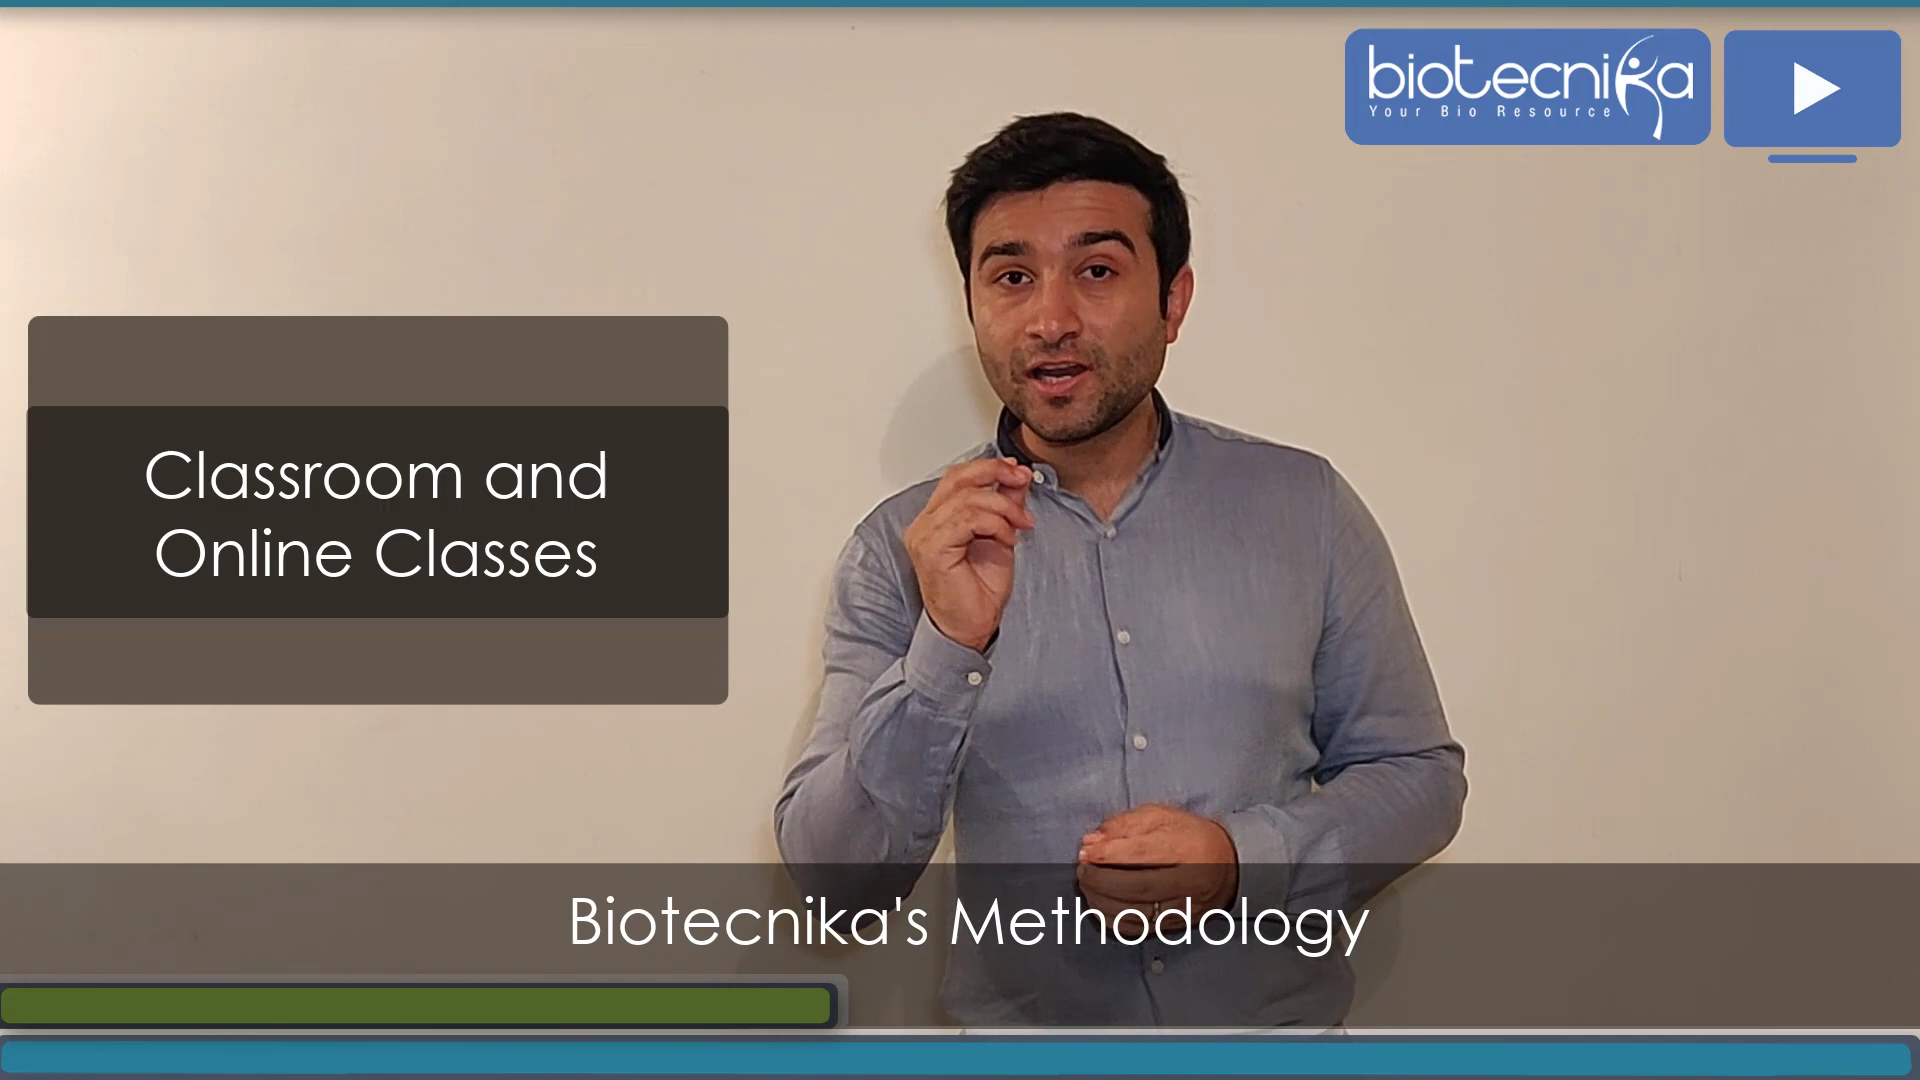 biotecnika
Your Bio Resource
Classroom and
Online Classes
Biotecnika's Methodology